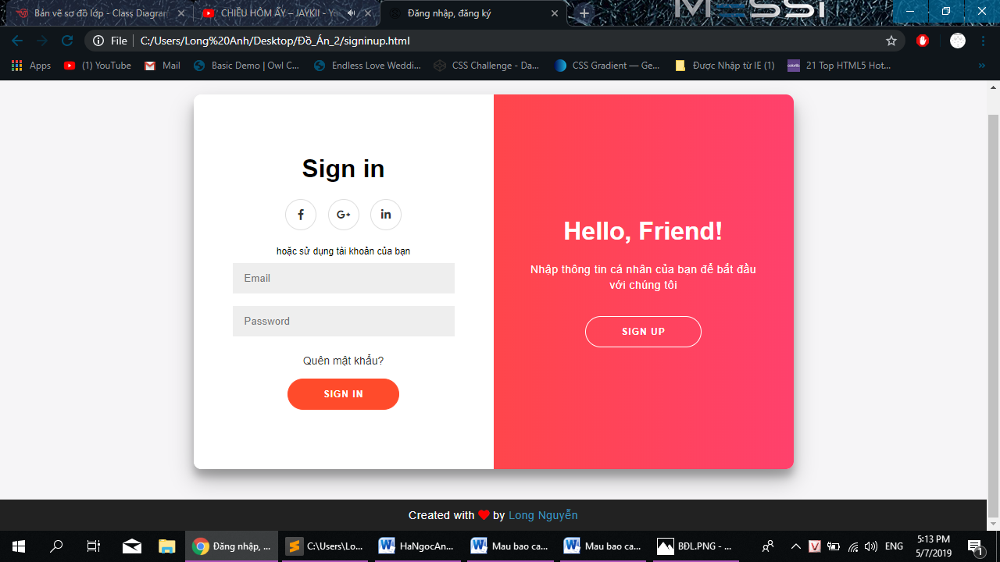 MESSI
Bản vẽ sơ đồ lớp - Class Diagram
CHIỀU HÔM ẤY – JAYKII - Yo
Đăng nhập, đăng ký
File
C:/Users/Long%20Anh/Desktop/Đồ_Án_2/signinup.html
Apps
(1) YouTube
Mail
Basic Demo | Owl C...
Endless Love Weddi...
CSS Challenge - Da...
CSS Gradient — Ge...
Được Nhập từ IE (1)
21 Top HTML5 Hot...
Sign in
G+
in
hoặc sử dụng tài khoản của bạn
Email
Password
Quên mật khẩu?
SIGN IN
Hello, Friend!
Nhập thông tin cá nhân của bạn để bắt đầu
với chúng tôi
SIGN UP
Created with ❤ by Long Nguyễn
Đăng nhập, ...
C:\Users\Lo...
HaNgocAn...
Mau bao ca...
Mau bao ca...
BĐL.PNG - ...
ENG
5:13 PM
5/7/2019
1